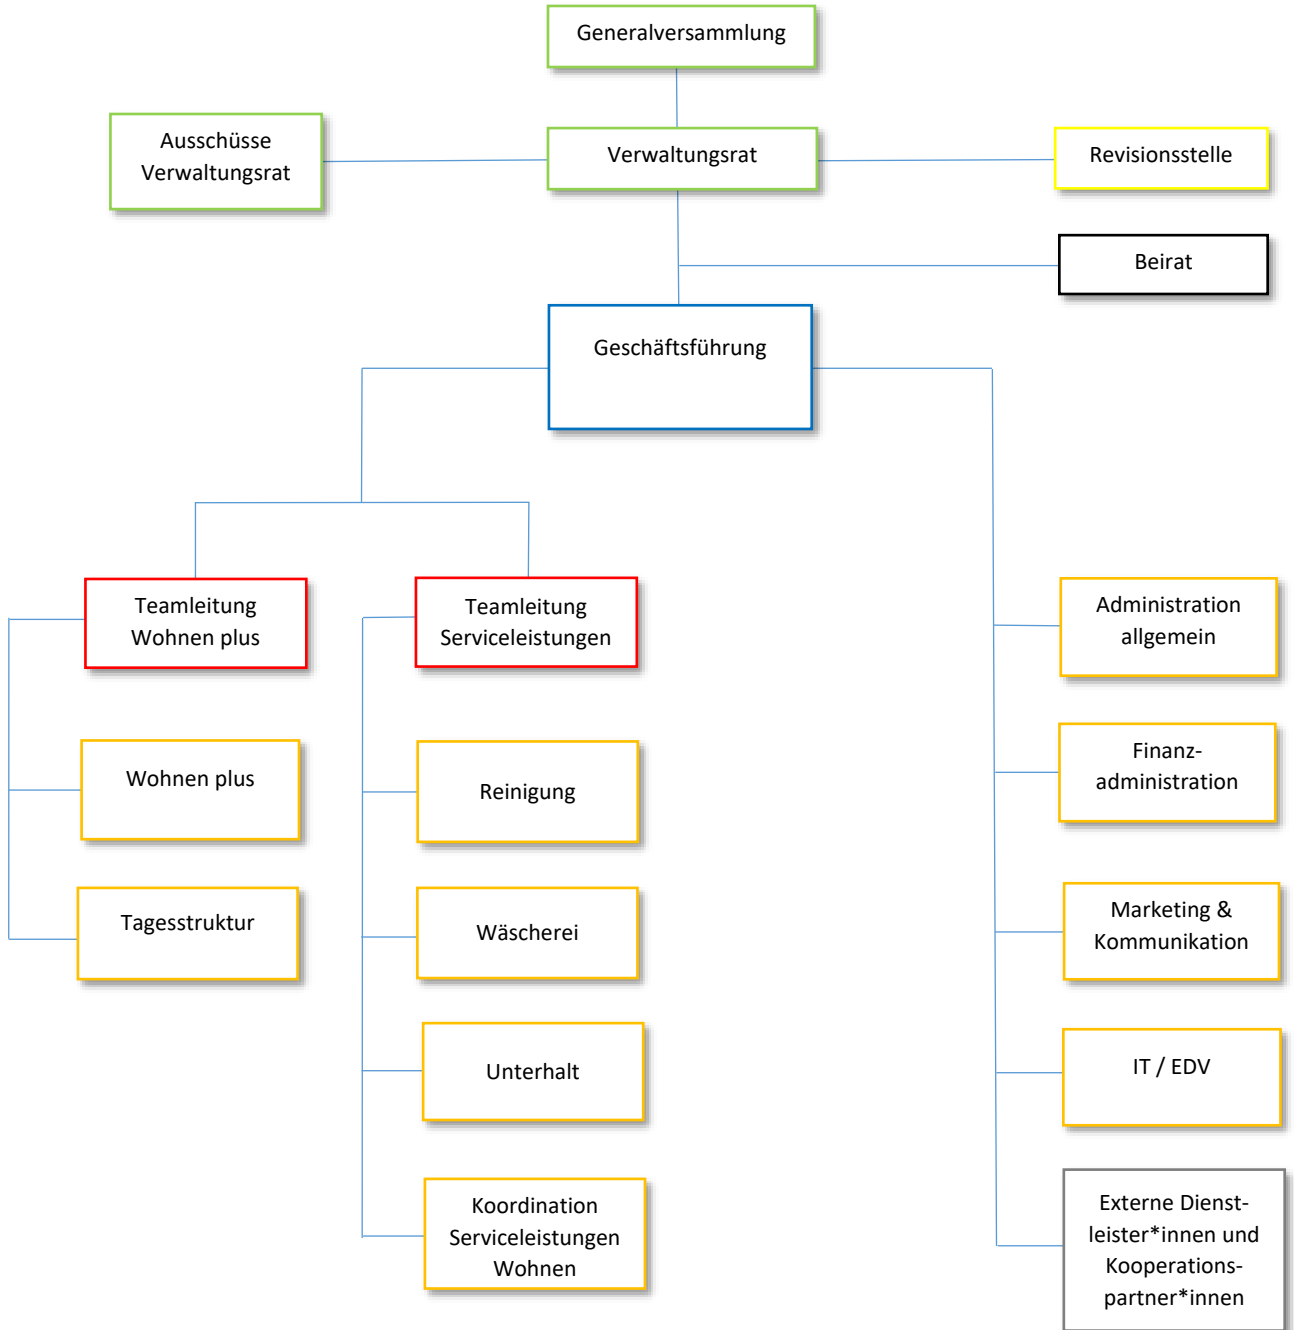 Generalversammlung
Ausschüsse
Verwaltungsrat
Verwaltungsrat
Revisionsstelle
Beirat
Geschäftsführung
Teamleitung
Wohnen plus
Teamleitung
Serviceleistungen
Administration
allgemein
Wohnen plus
Reinigung
Finanz-
administration
Tagesstruktur
Wäscherei
Marketing &
Kommunikation
Unterhalt
IT / EDV
Koordination
Serviceleistungen
Wohnen
Externe Dienst-
leister*innen und
Kooperations-
partner*innen